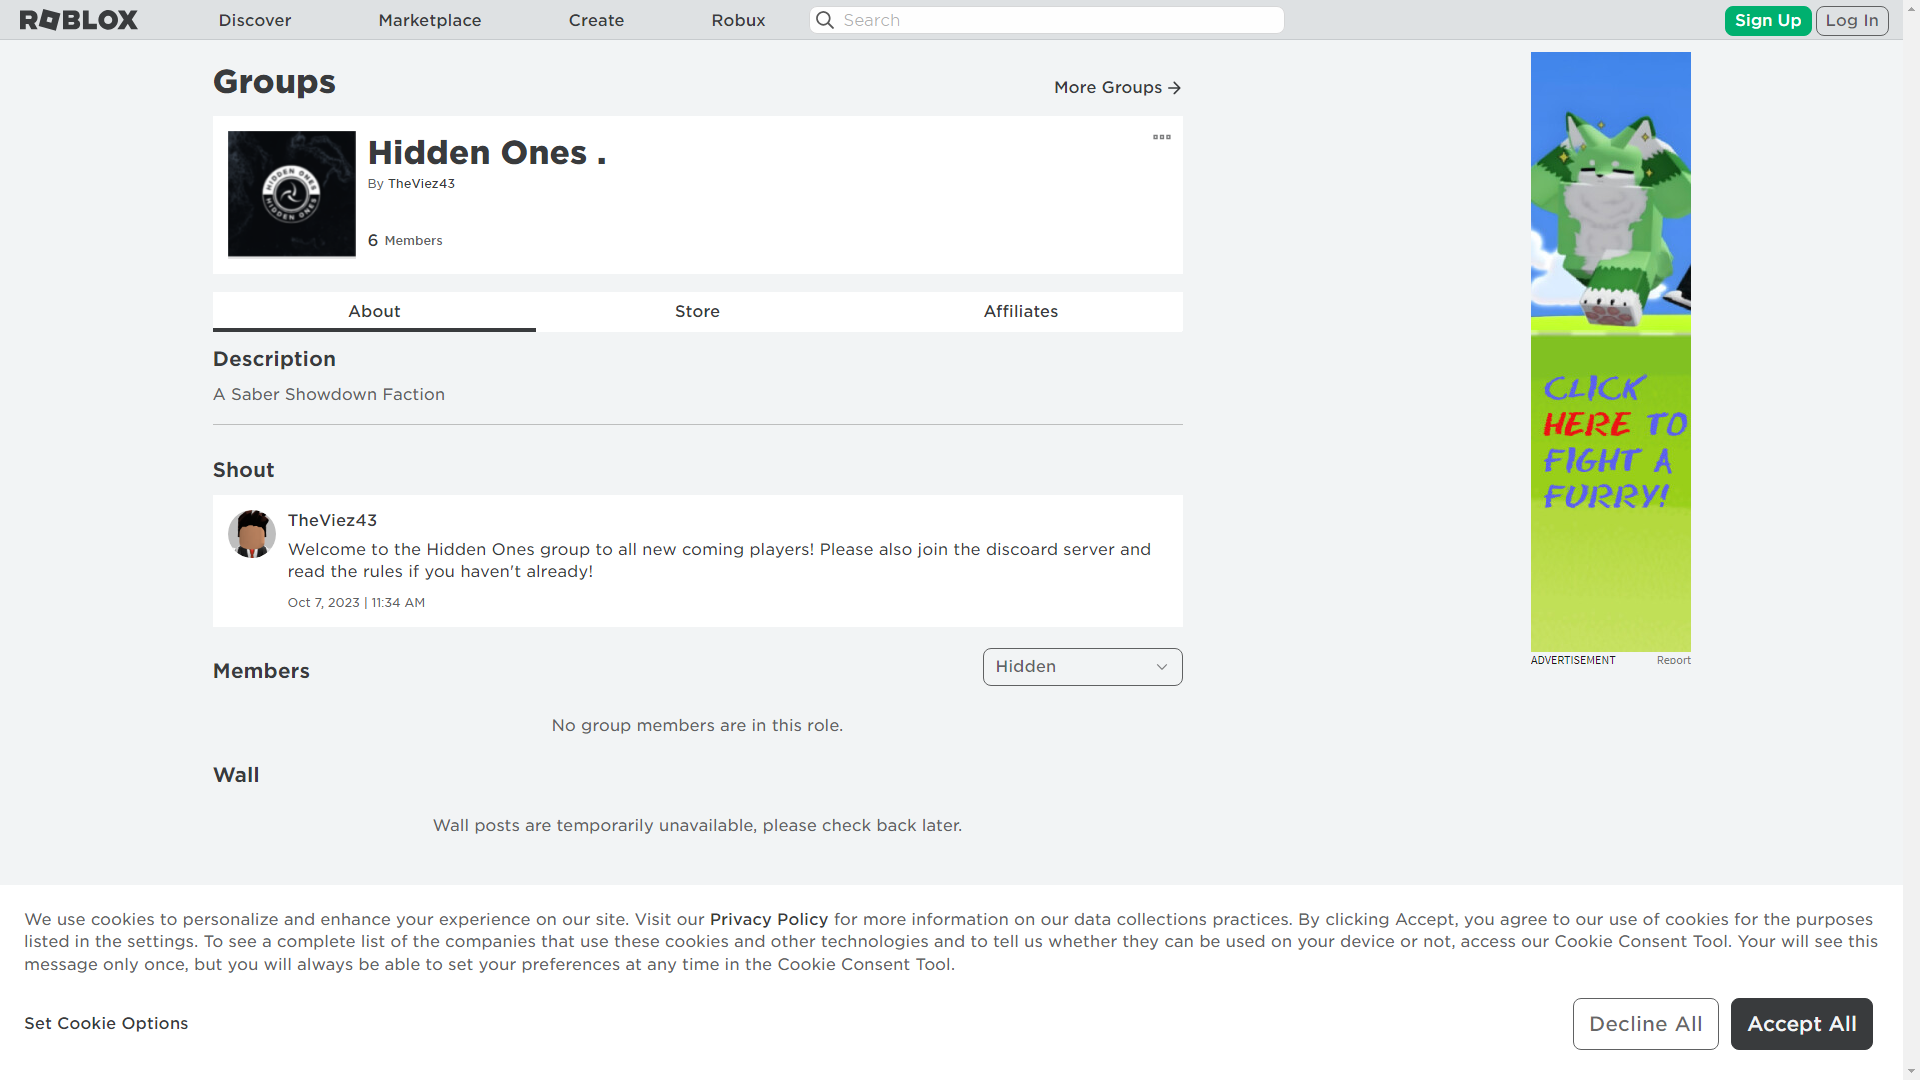 ROBLOX
Discover
Marketplace
Create
Robux
Search
Sign Up
Log In
Groups
More Groups
HIDDEN ONES
HIDDEN ONES
Hidden Ones .
By TheViez43
6 Members
About
Store
Affiliates
Description
A Saber Showdown Faction
Shout
TheViez43
Welcome to the Hidden Ones group to all new coming players! Please also join the discoard server and
read the rules if you haven't already!
Oct 7, 2023 | 11:34 AM
Members
Hidden
No group members are in this role.
Wall
Wall posts are temporarily unavailable, please check back later.
CLICK
HERE TO
FIGHT A
FURRY!
ADVERTISEMENT
Report
We use cookies to personalize and enhance your experience on our site. Visit our Privacy Policy for more information on our data collections practices. By clicking Accept, you agree to our use of cookies for the purposes
listed in the settings. To see a complete list of the companies that use these cookies and other technologies and to tell us whether they can be used on your device or not, access our Cookie Consent Tool. Your will see this
message only once, but you will always be able to set your preferences at any time in the Cookie Consent Tool.
Set Cookie Options
Decline All
Accept All